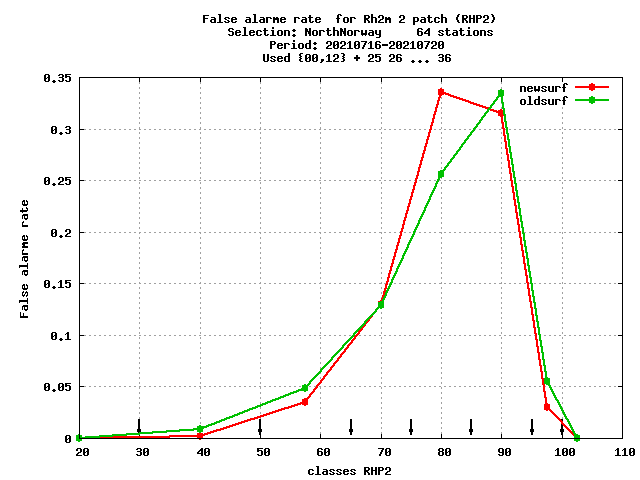 False alarme rate  for Rh2m 2 patch (RHP2)
Selection: NorthNorway     64 stations
Period: 20210716-20210720
Used {00,12} + 25 26 ... 36
newsurf
oldsurf
False alarme rate
0.35
0.3
0.25
0.2
0.15
0.1
0.05
0
20 30 40 50 60 70 80 90 100 110
classes RHP2